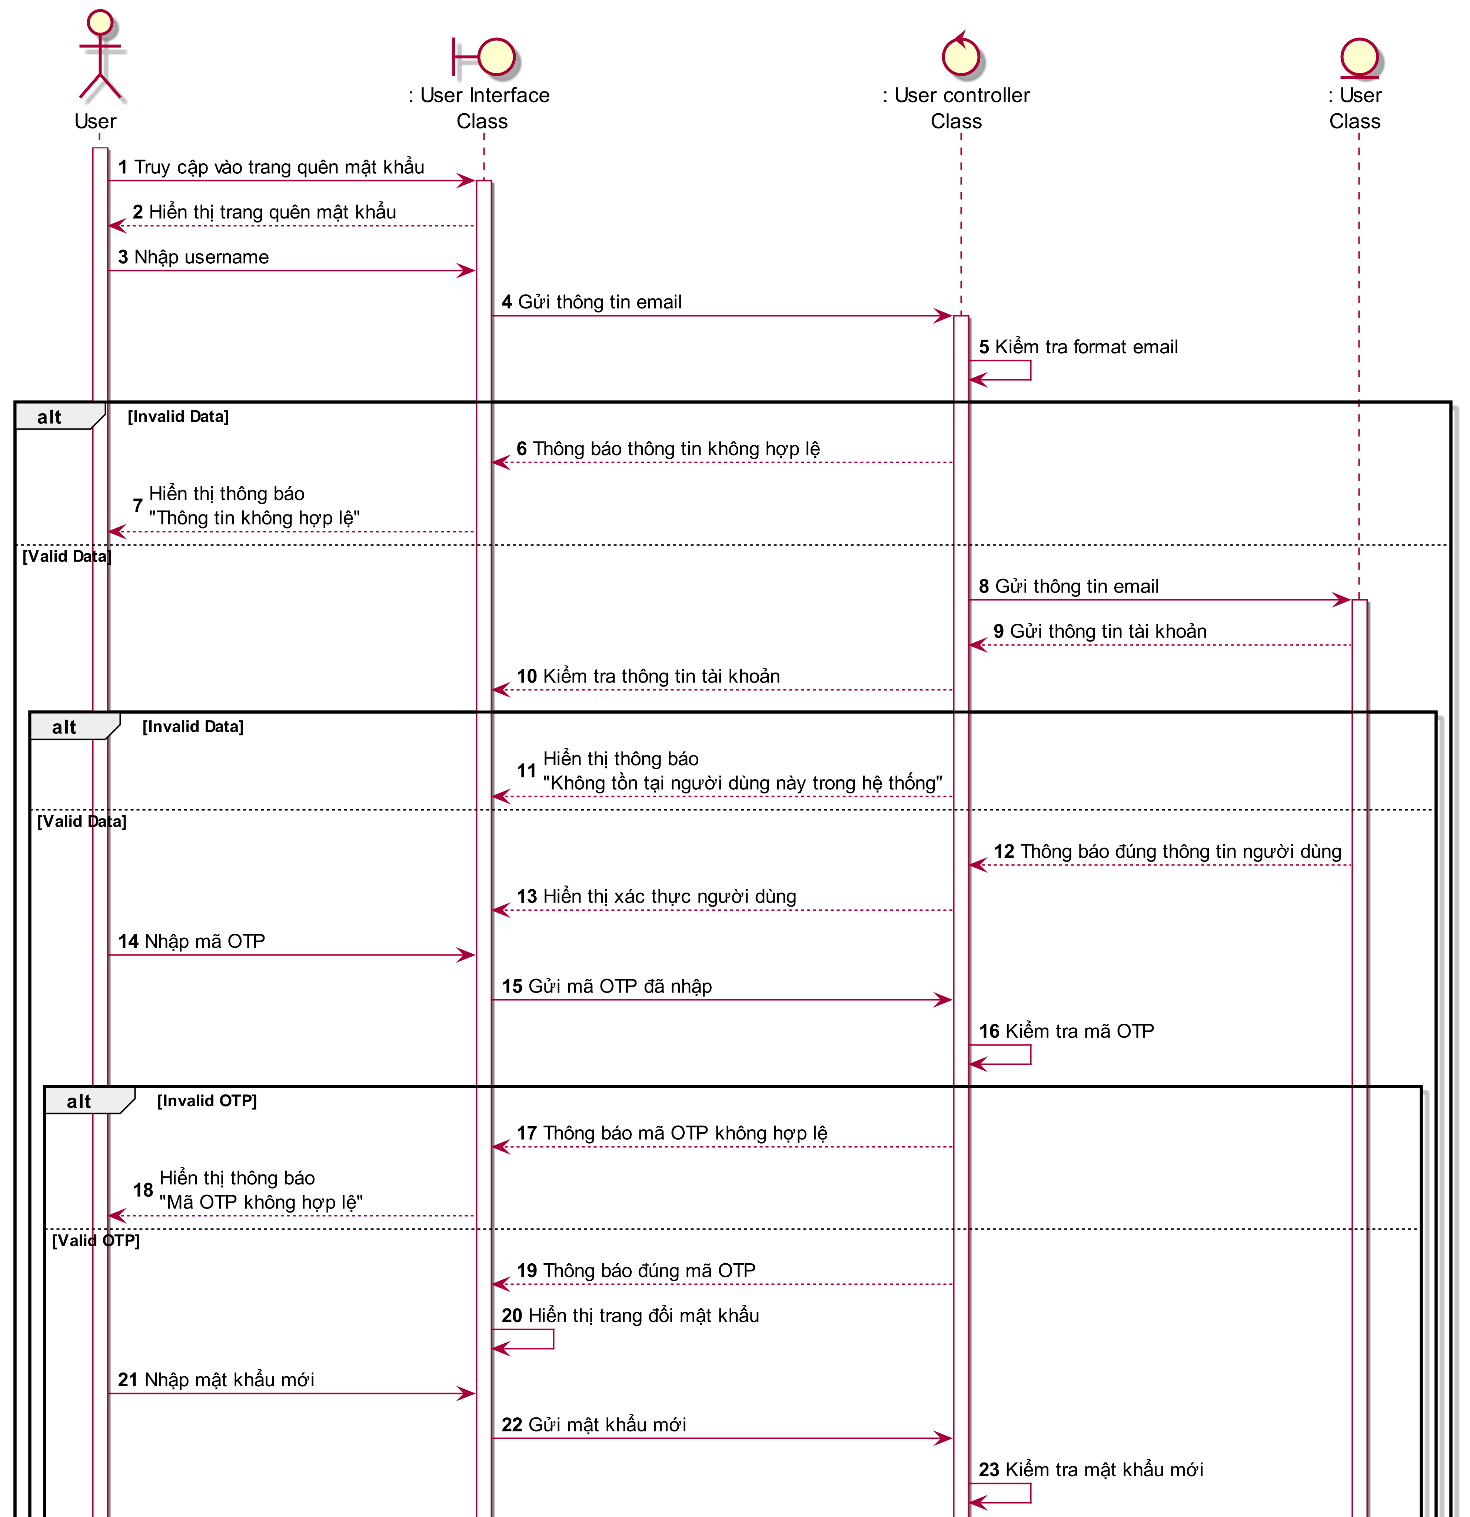 User
: User Interface
Class
: User controller
Class
: User
Class
1 Truy cập vào trang quên mật khẩu
2 Hiển thị trang quên mật khẩu
3 Nhập username
4 Gửi thông tin email
5 Kiểm tra format email
alt [Invalid Data]
6 Thông báo thông tin không hợp lệ
7 Hiển thị thông báo
"Thông tin không hợp lệ"
[Valid Data]
8 Gửi thông tin email
9 Gửi thông tin tài khoản
10 Kiểm tra thông tin tài khoản
alt [Invalid Data]
11 Hiển thị thông báo
"Không tồn tại người dùng này trong hệ thống"
[Valid Data]
12 Thông báo đúng thông tin người dùng
13 Hiển thị xác thực người dùng
14 Nhập mã OTP
15 Gửi mã OTP đã nhập
16 Kiểm tra mã OTP
alt [Invalid OTP]
17 Thông báo mã OTP không hợp lệ
18 Hiển thị thông báo
"Mã OTP không hợp lệ"
[Valid OTP]
19 Thông báo đúng mã OTP
20 Hiển thị trang đổi mật khẩu
21 Nhập mật khẩu mới
22 Gửi mật khẩu mới
23 Kiểm tra mật khẩu mới